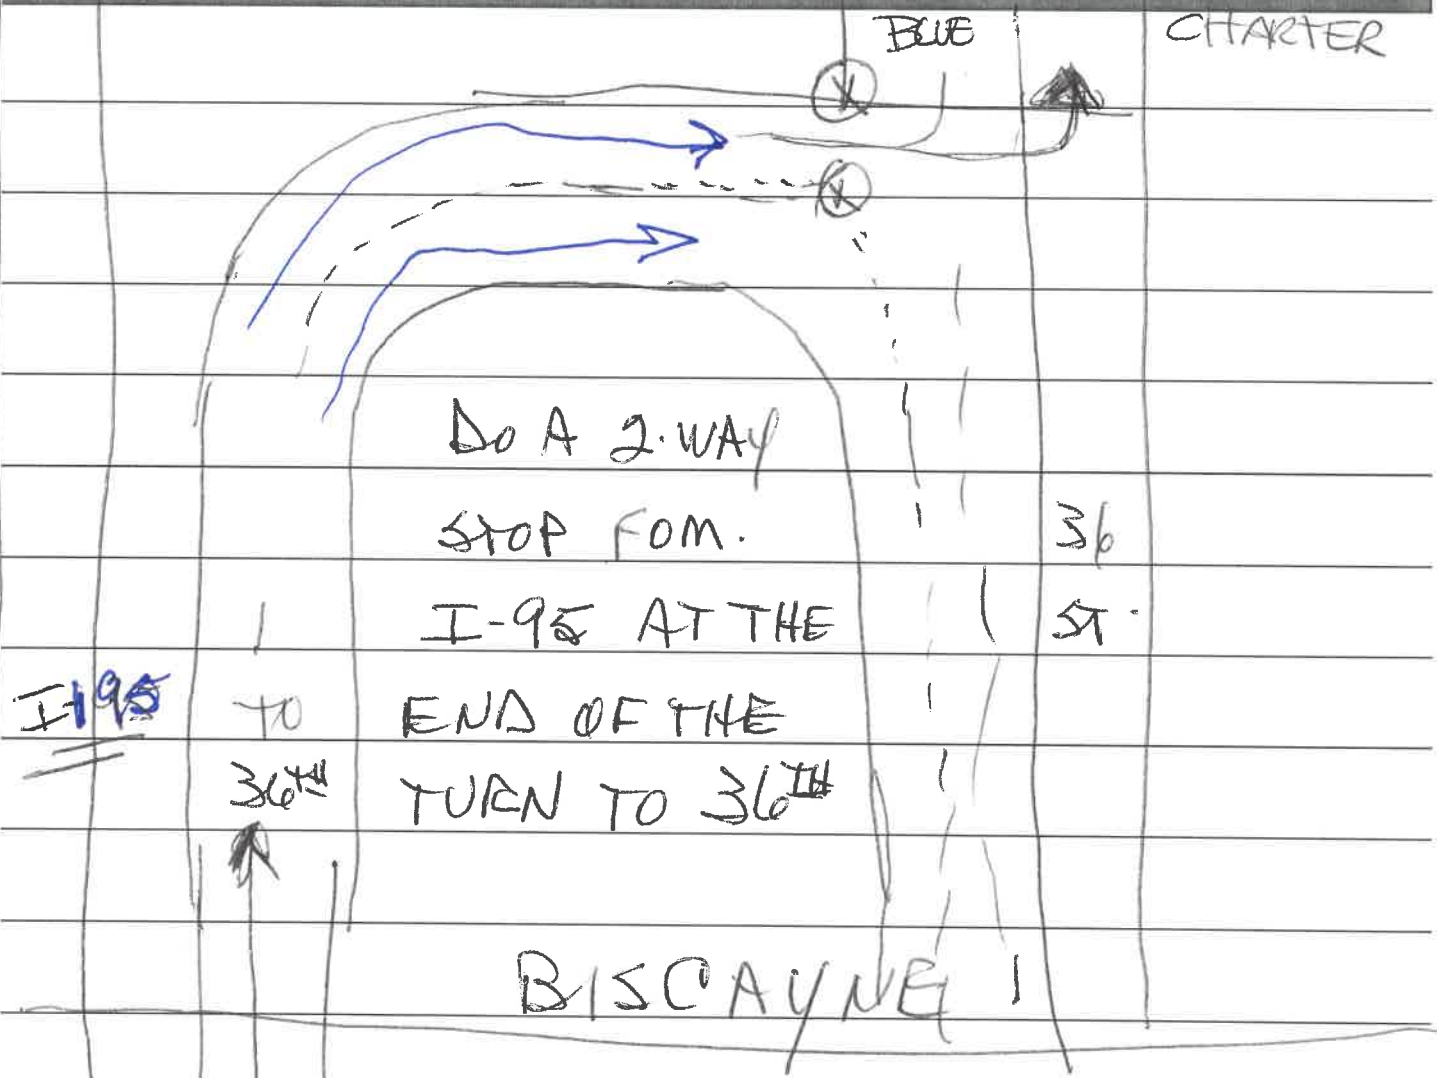 BLUE
CHARTER
DO A 2-WAY
STOP FOM.
I-95 AT THE
END OF THE
TURN TO 36TH
36
ST.
I-195
TO
36TH
BISCAYNE